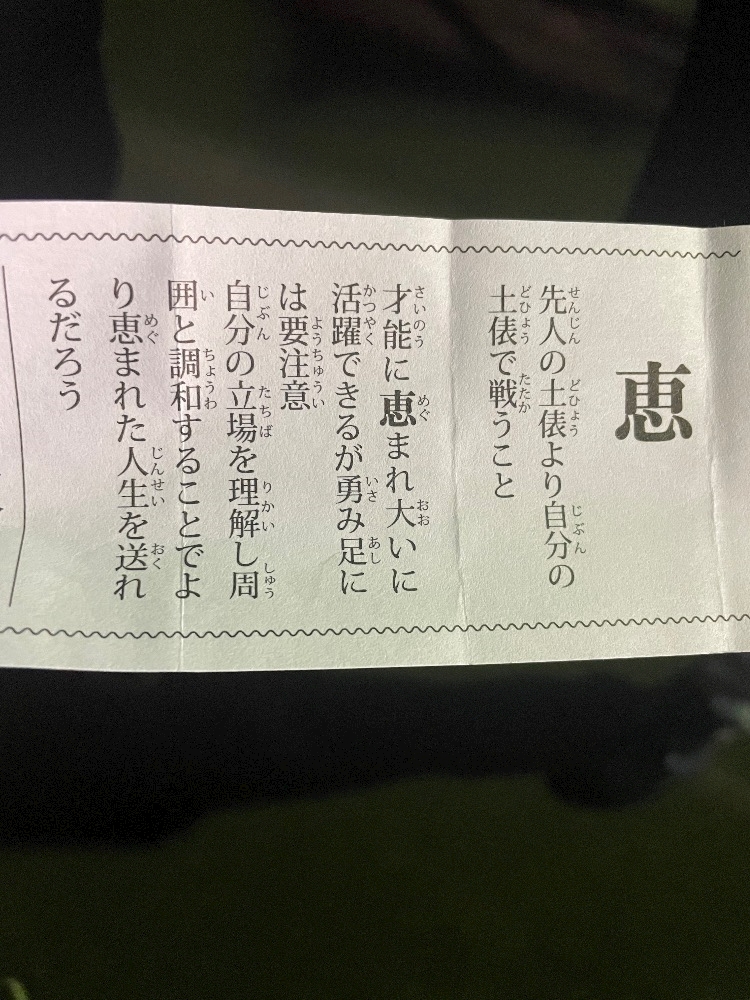 恵
先人の土俵より自分の
土俵で戦うこと
才能に恵まれ大いに
活躍できるが勇み足に
は要注意
自分の立場を理解し周
囲と調和することでよ
り恵まれた人生を送れ
るだろう